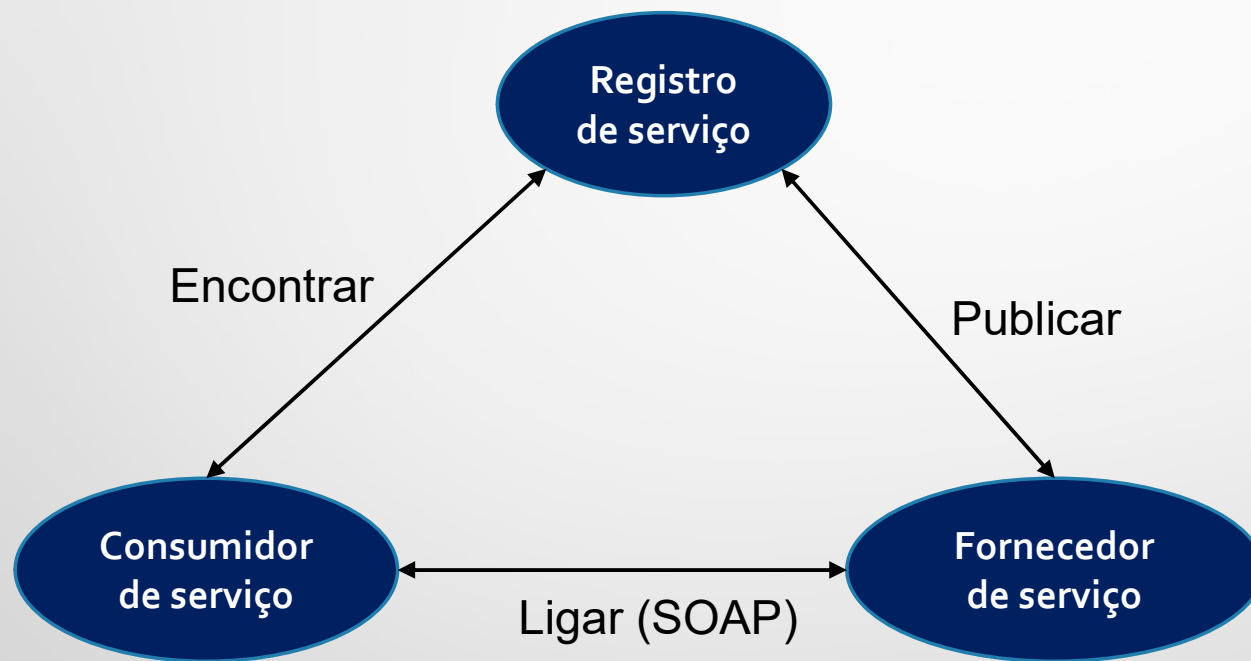 Registro
de serviço
Encontrar
Publicar
Consumidor
de serviço
Fornecedor
de serviço
Ligar (SOAP)